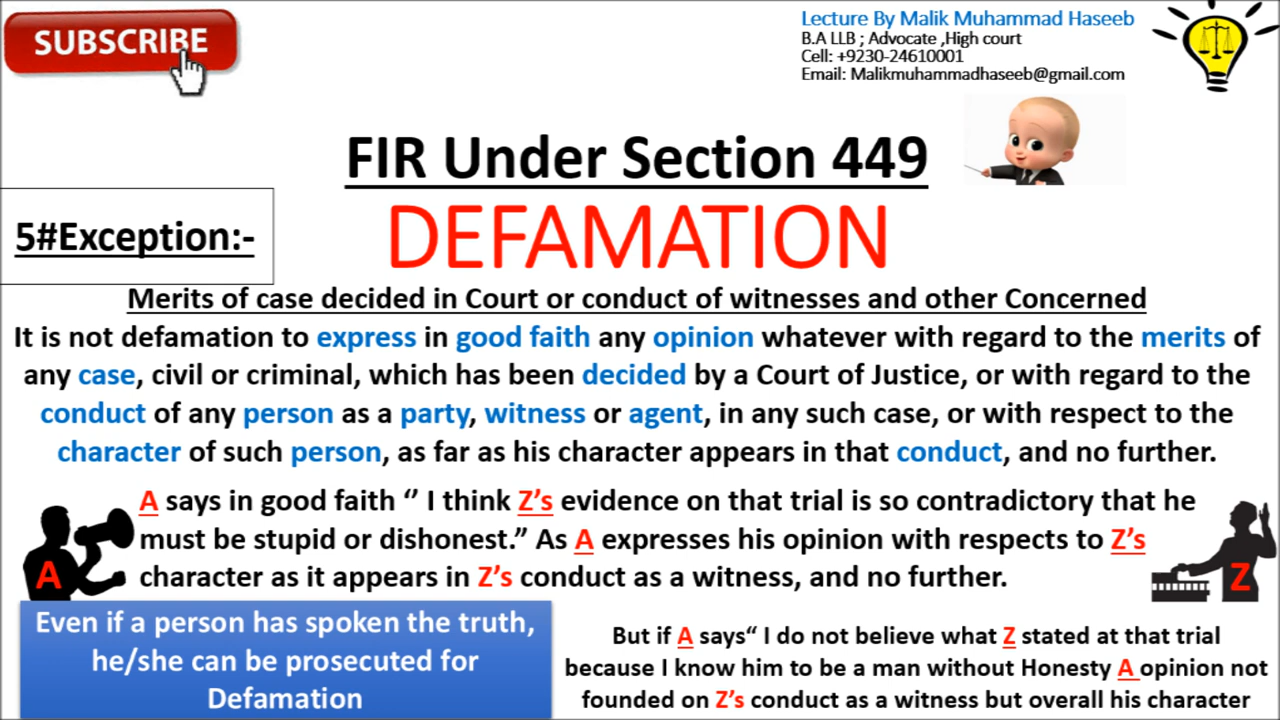 SUBSCRIBE
Lecture By Malik Muhammad Haseeb
B.A LLB ; Advocate ,High court
Cell: +9230-24610001
Email: Malikmuhammadhaseeb@gmail.com
FIR Under Section 449
5#Exception:-
DEFAMATION
Merits of case decided in Court or conduct of witnesses and other Concerned
It is not defamation to express in good faith any opinion whatever with regard to the merits of
any case, civil or criminal, which has been decided by a Court of Justice, or with regard to the
conduct of any person as a party, witness or agent, in any such case, or with respect to the
character of such person, as far as his character appears in that conduct, and no further.
A says in good faith ‘’ I think Z’s evidence on that trial is so contradictory that he
must be stupid or dishonest.” As A expresses his opinion with respects to Z’s
character as it appears in Z’s conduct as a witness, and no further.
A
Z
Even if a person has spoken the truth,
he/she can be prosecuted for
Defamation
But if A says“ I do not believe what Z stated at that trial
because I know him to be a man without Honesty A opinion not
founded on Z’s conduct as a witness but overall his character